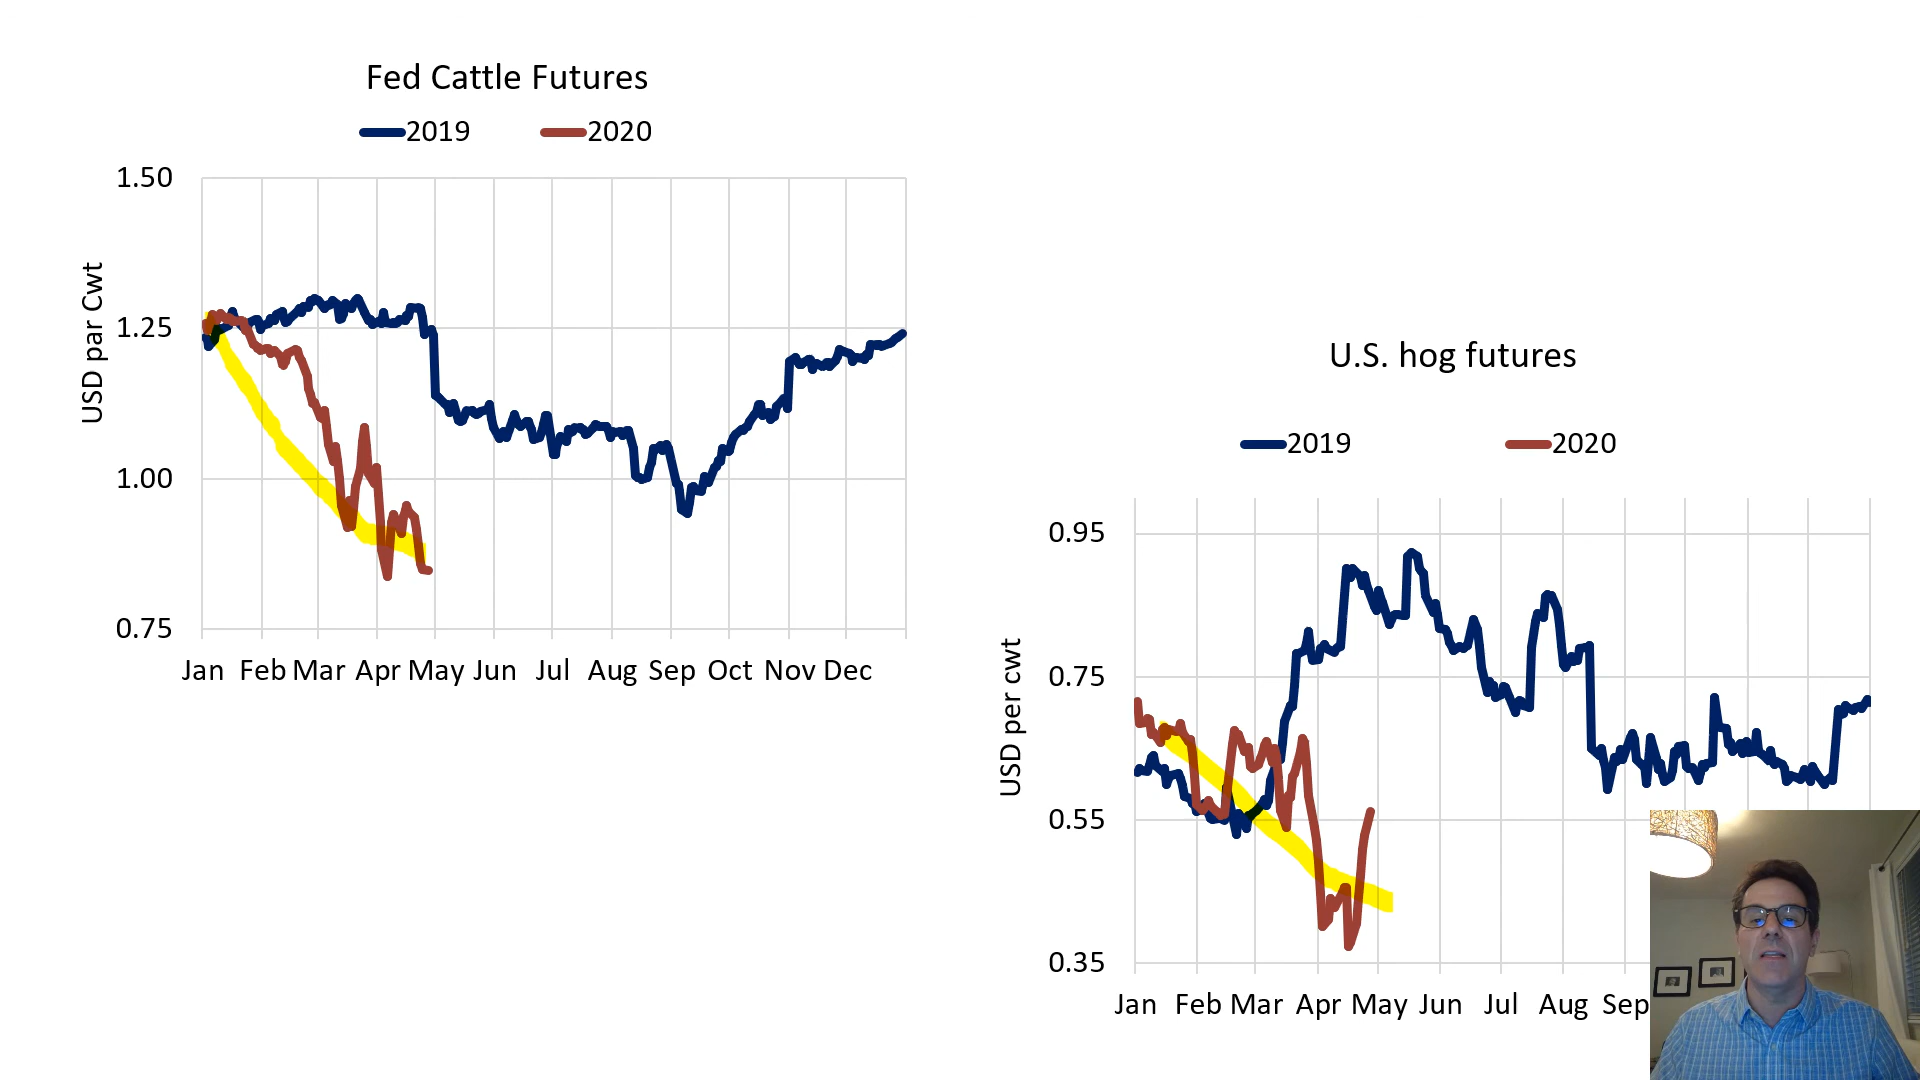 Fed Cattle Futures
2019 2020
1.50
1.25
1.00
0.75
USD par Cwt
Jan Feb Mar Apr May Jun Jul Aug Sep Oct Nov Dec
U.S. hog futures
2019 2020
0.95
0.75
0.55
0.35
USD per cwt
Jan Feb Mar Apr May Jun Jul Aug Sep